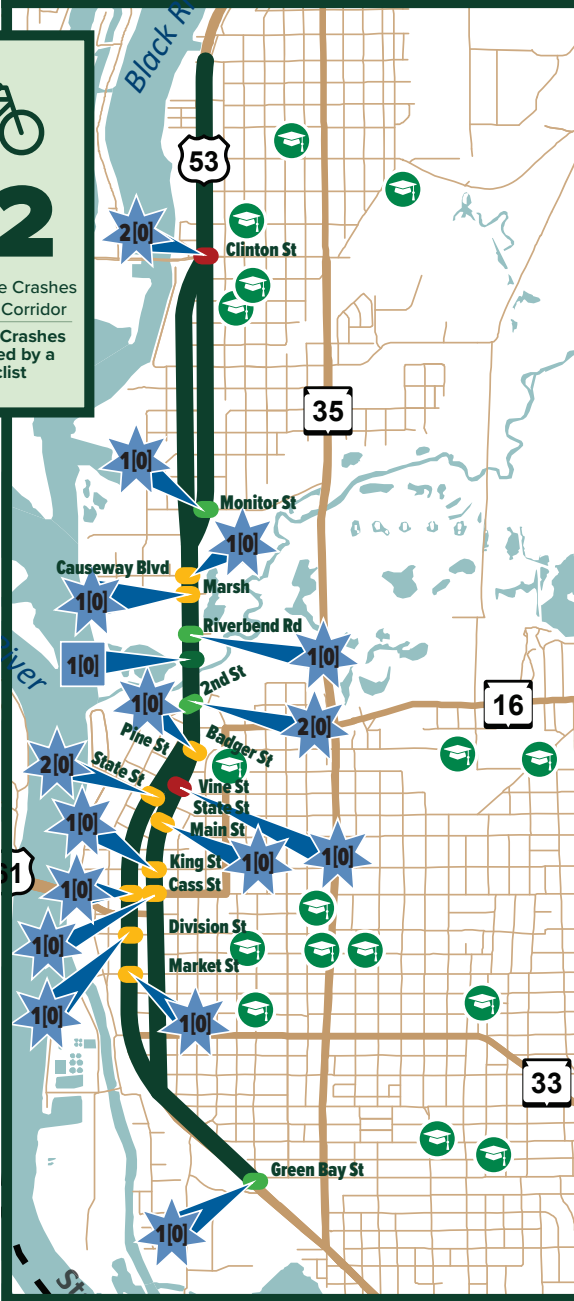 Black Ri
53
2
e Crashes
Corridor
Crashes
ed by a
clist
2[0]
Clinton St
35
1[0]
Monitor St
1[0]
Causeway Blvd
1[0]
Marsh
Riverbend Rd
1[0]
1[0]
iver
2nd St
1[0]
2[0]
16
Pine St
Badger St
2[0]
State St
Vine St
State St
1[0]
Main St
1[0]
1[0]
King St
1[0]
Cass St
61
1[0]
Division St
Market St
1[0]
1[0]
33
Green Bay St
1[0]
St